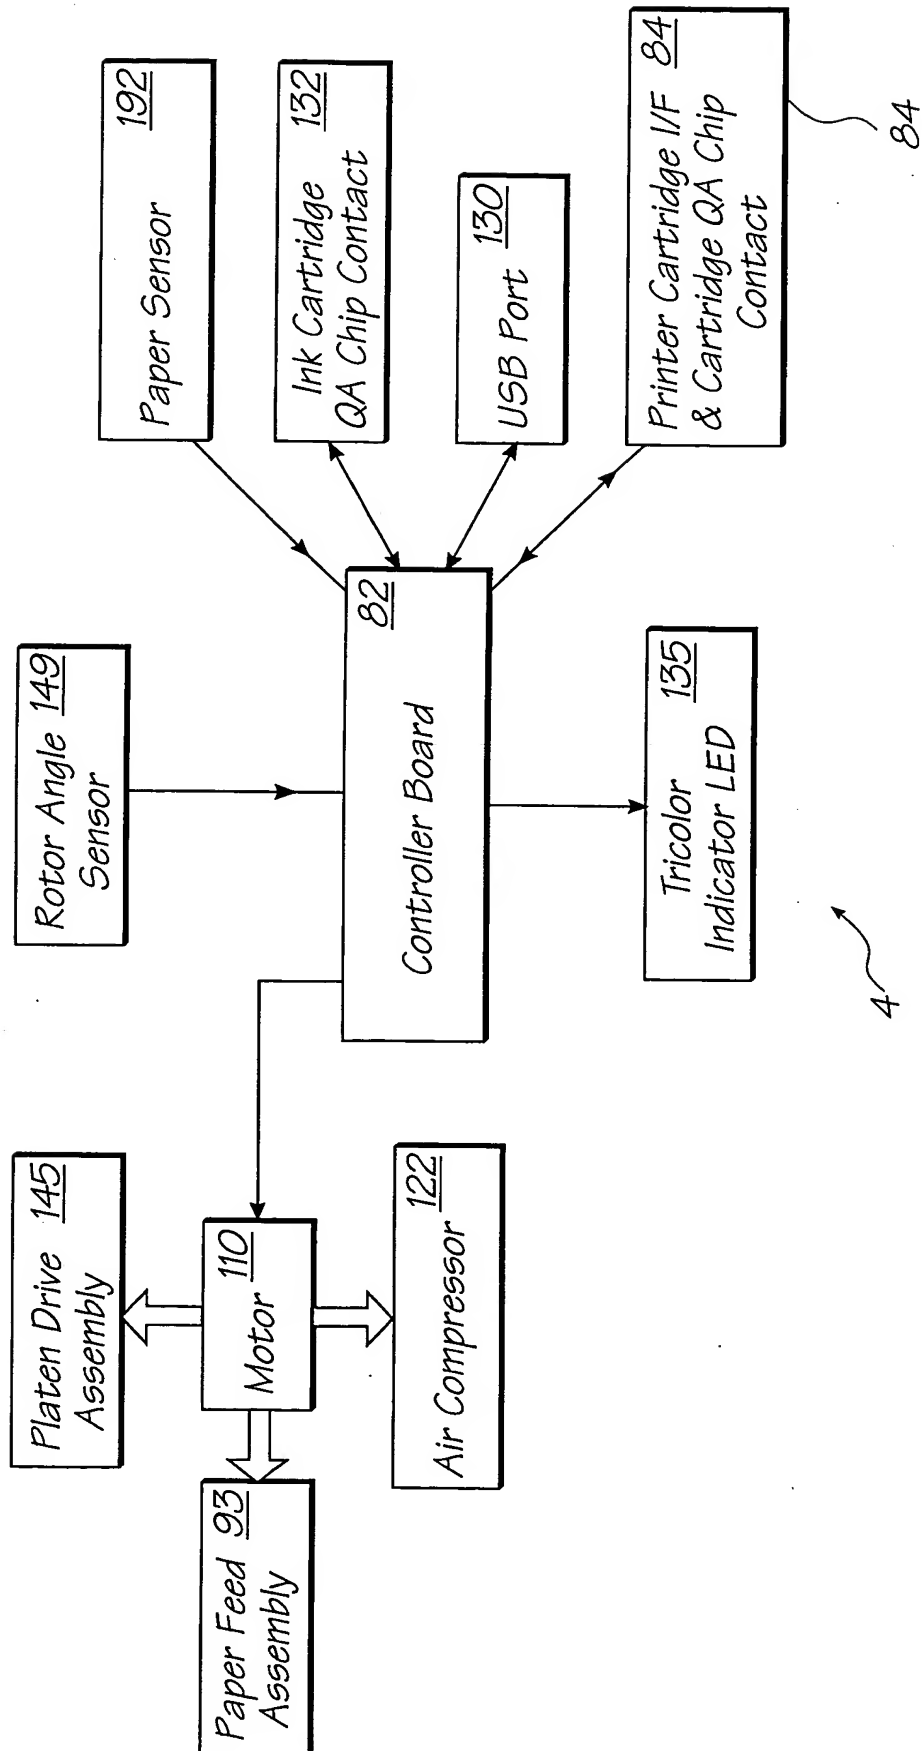 Paper Feed 93
Assembly
Platen Drive 145
Assembly
Motor 110
Air Compressor 122
Rotor Angle 149
Sensor
Controller Board 82
Tricolor
Indicator LED 135
Paper Sensor 192
Ink Cartridge 132
QA Chip Contact
USB Port 130
Printer Cartridge I/F 84
& Cartridge QA Chip
Contact
84
4